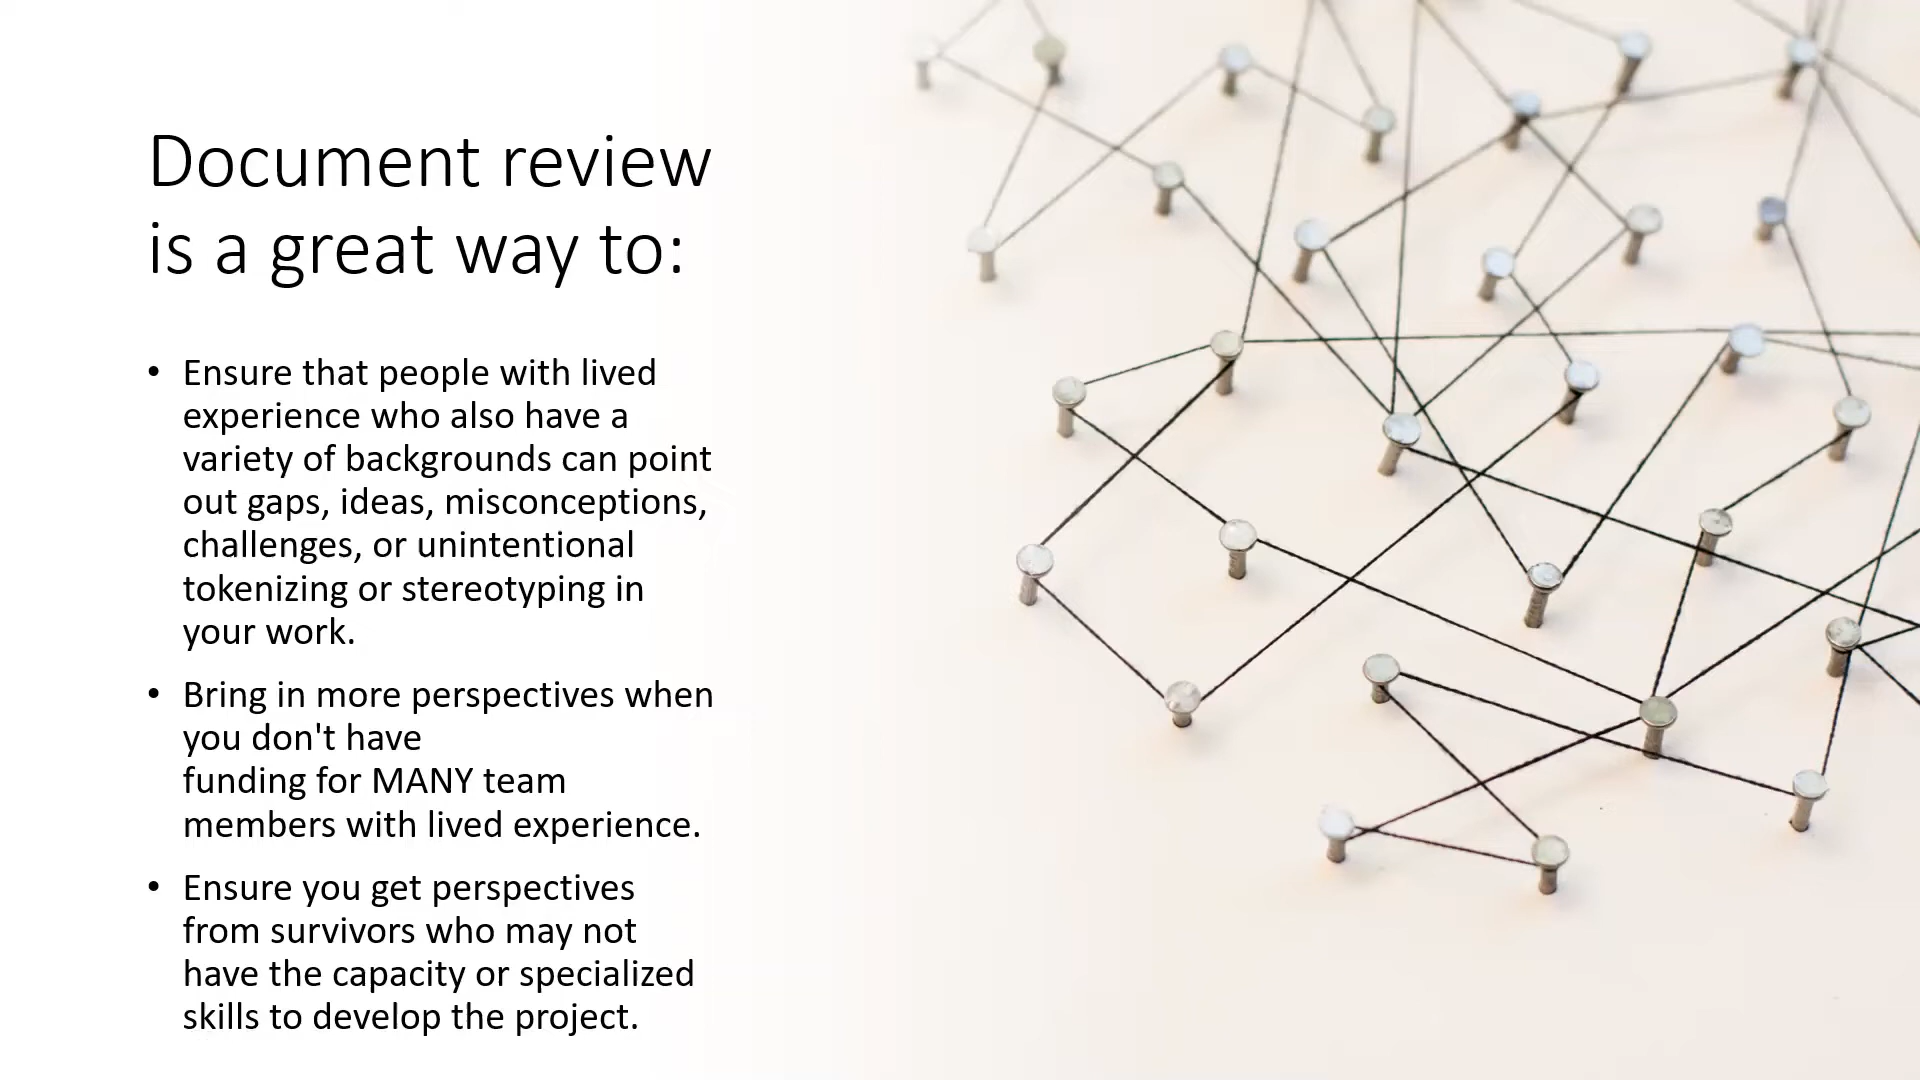 Document review
is a great way to:
• Ensure that people with lived
experience who also have a
variety of backgrounds can point
out gaps, ideas, misconceptions,
challenges, or unintentional
tokenizing or stereotyping in
your work.
• Bring in more perspectives when
you don't have
funding for MANY team
members with lived experience.
• Ensure you get perspectives
from survivors who may not
have the capacity or specialized
skills to develop the project.